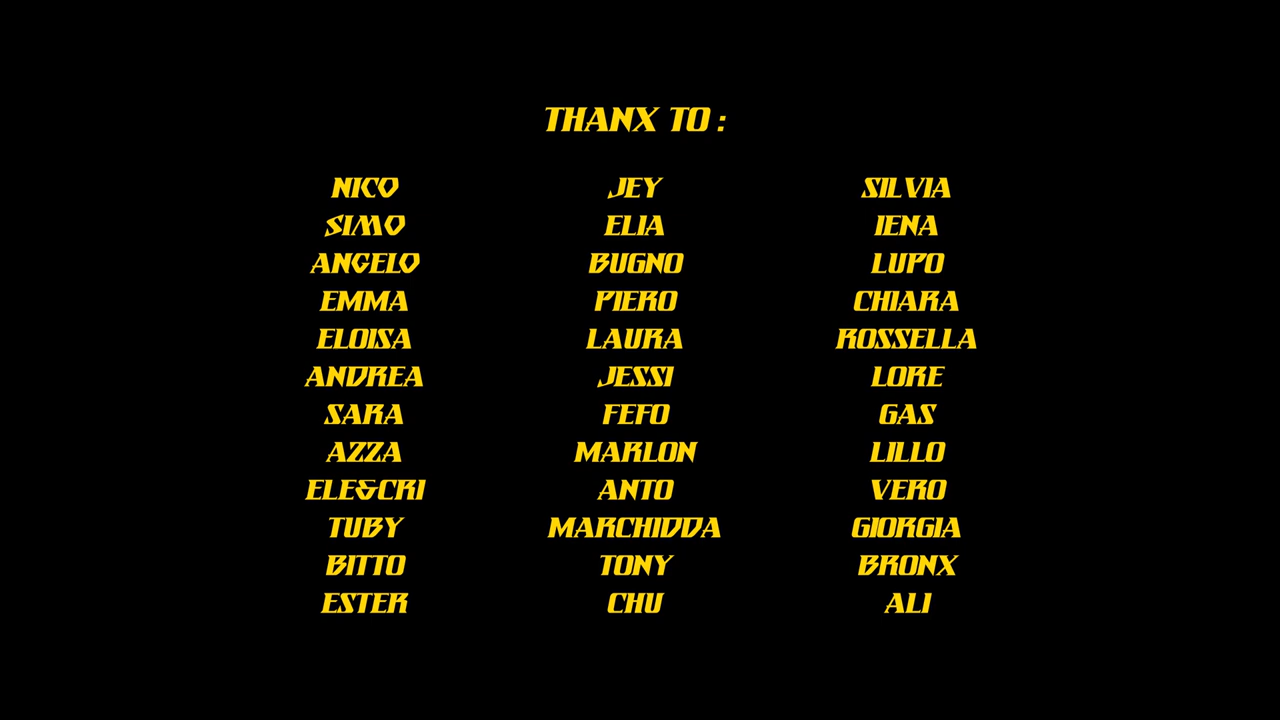 THANX TO :
NICO
SIMO
ANGELO
EMMA
ELOISA
ANDREA
SARA
AZZA
ELE&CRI
TUBY
BITTO
ESTER
JEY
ELIA
BUGNO
PIERO
LAURA
JESSI
FEFO
MARLON
ANTO
MARCHIDDA
TONY
CHU
SILVIA
IENA
LUPO
CHIARA
ROSSELLA
LORE
GAS
LILLO
VERO
GIORGIA
BRONX
ALI